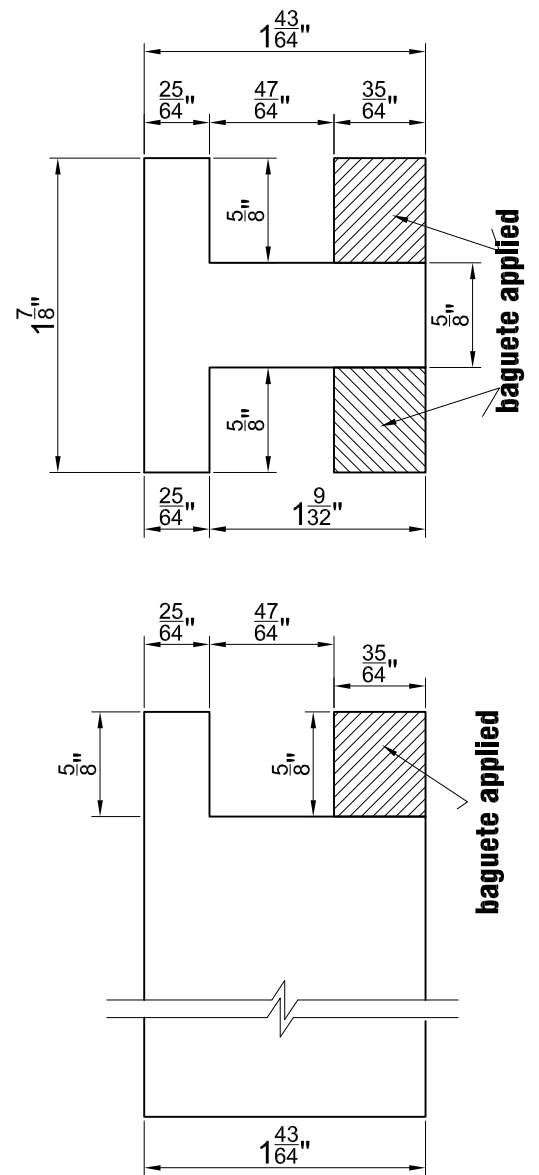 1 43/64"
25/64" 47/64" 35/64"
5/8"
1 7/8"
5/8"
baguete applied
5/8"
25/64" 1 9/32"
25/64" 47/64"
35/64"
5/8" 5/8"
baguete applied
1 43/64"